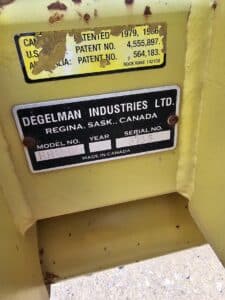 PATENTED 1979, 1986
PATENT NO. 4,555,897.
PATENT NO. 564,183.
DEGELMAN INDUSTRIES LTD.
REGINA, SASK., CANADA
MODEL NO. YEAR SERIAL NO.
MADE IN CANADA